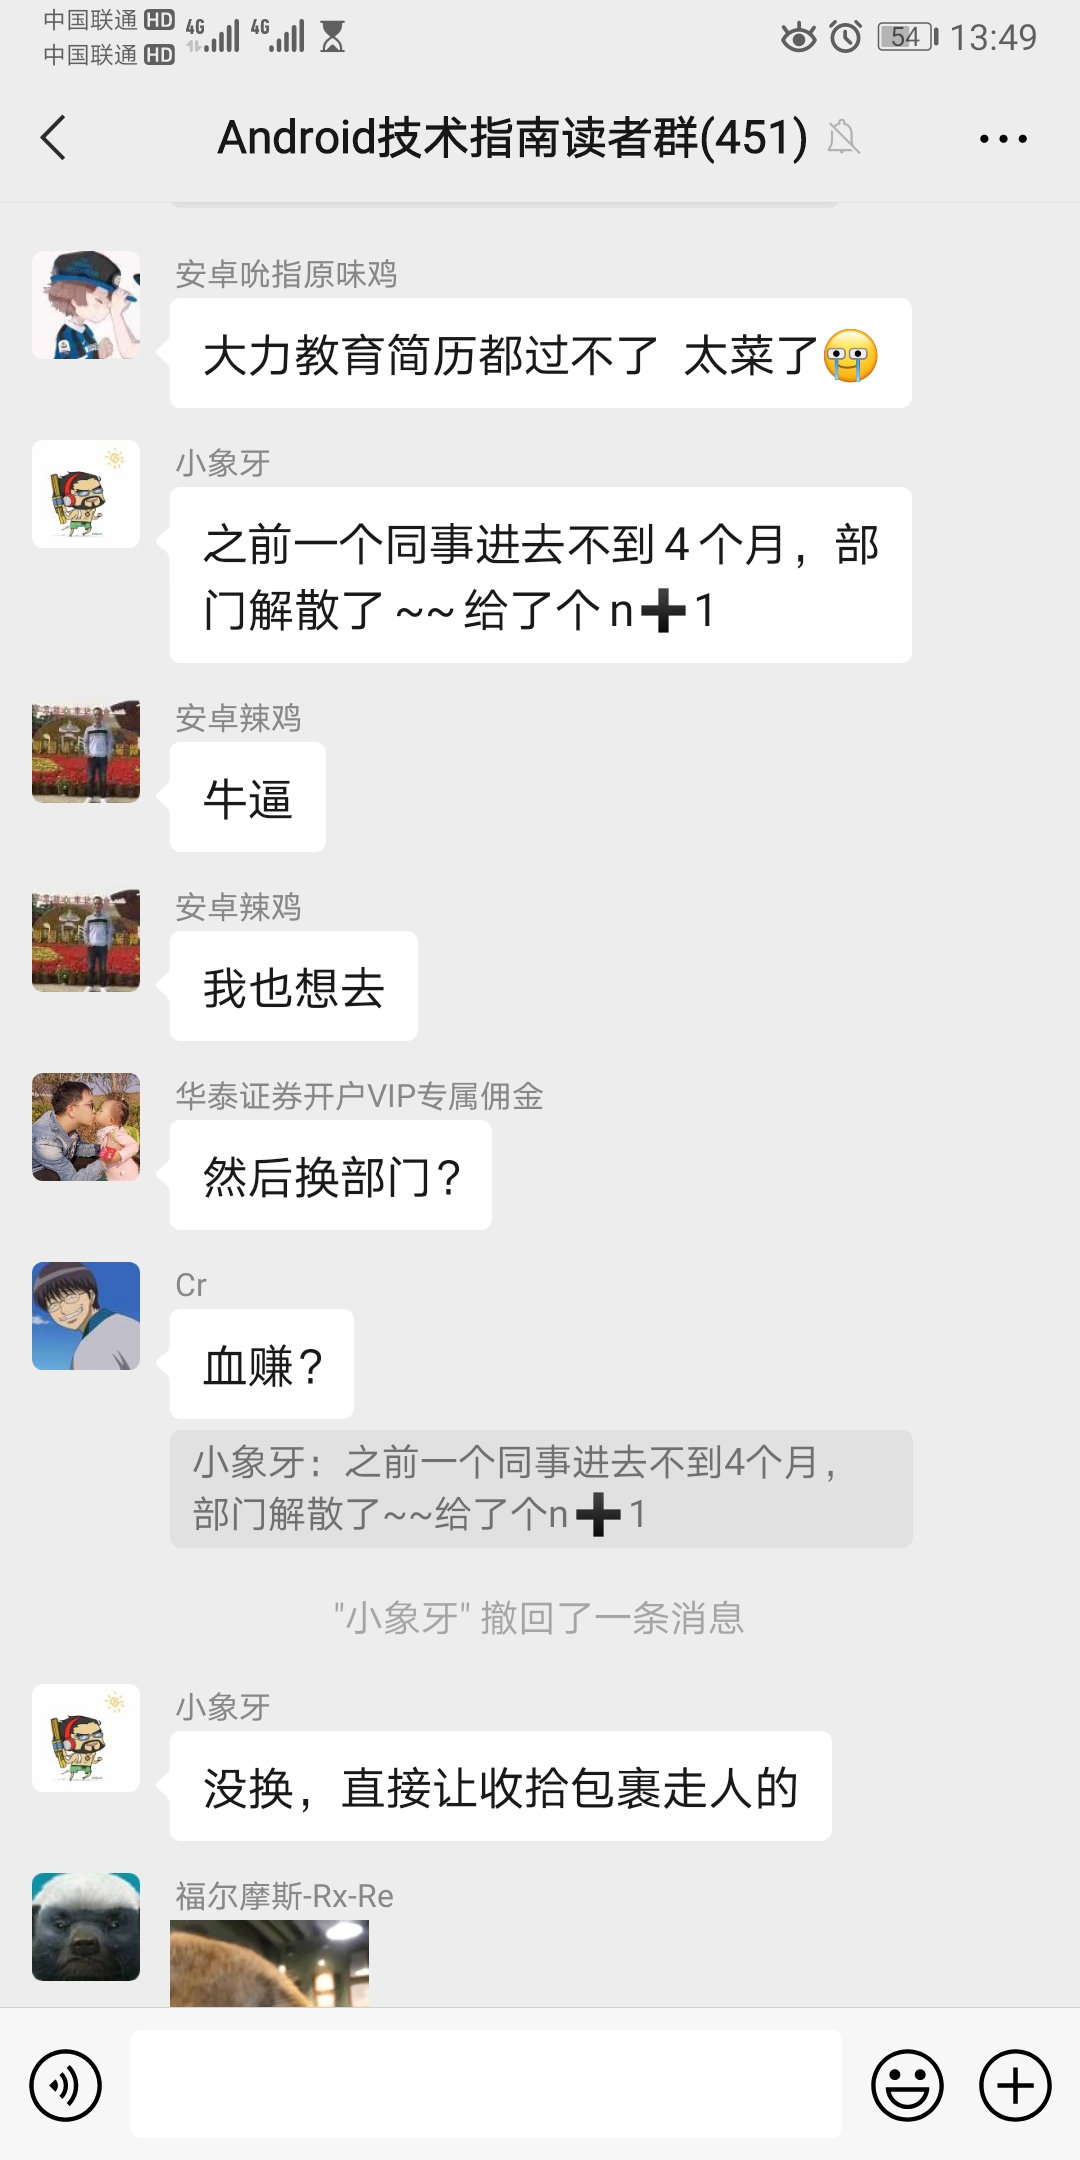 中国联通 HD 4G 4G 54 13:49
中国联通 HD
Android技术指南读者群(451)
安卓吮指原味鸡
大力教育简历都过不了 太菜了
小象牙
之前一个同事进去不到4个月，部
门解散了~~给了个n➕1
安卓辣鸡
牛逼
安卓辣鸡
我也想去
华泰证券开户VIP专属佣金
然后换部门？
Cr
血赚？
小象牙：之前一个同事进去不到4个月，
部门解散了~~给了个n➕1
"小象牙" 撤回了一条消息
小象牙
没换，直接让收拾包裹走人的
福尔摩斯-Rx-Re